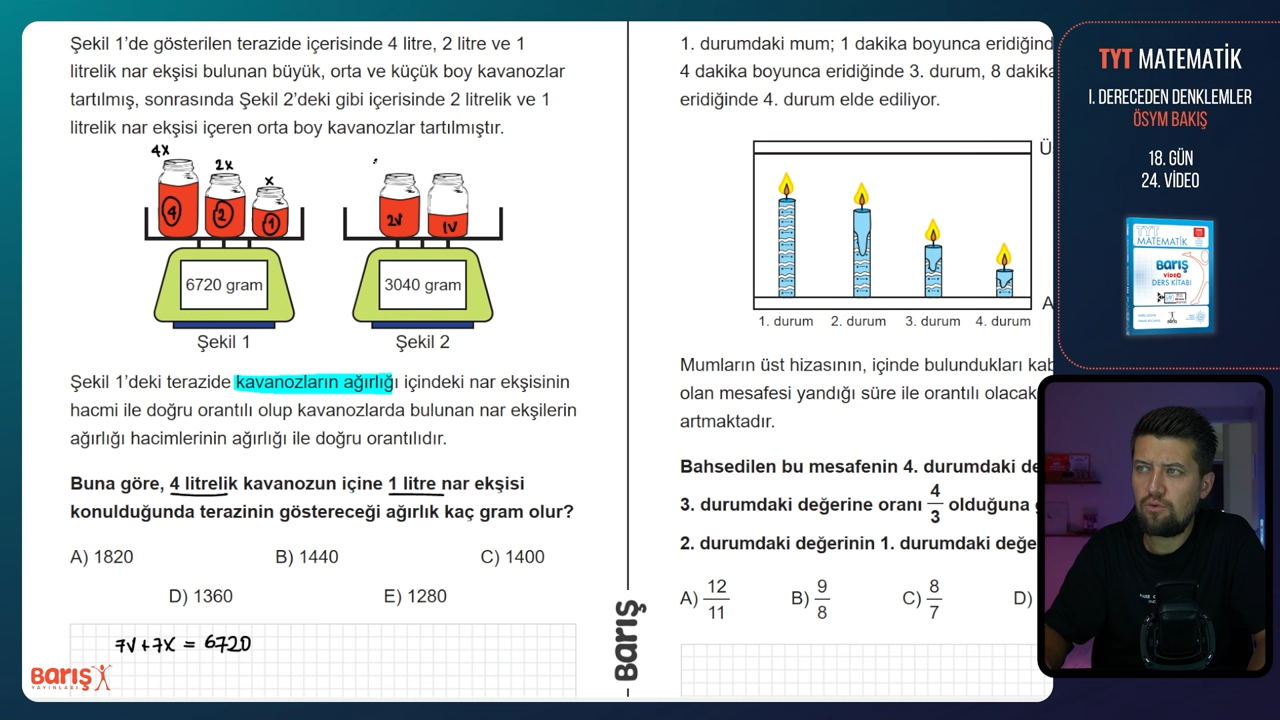 Şekil 1'de gösterilen terazide içerisinde 4 litre, 2 litre ve 1
litrelik nar ekşisi bulunan büyük, orta ve küçük boy kavanozlar
tartılmış, sonrasında Şekil 2'deki gibi içerisinde 2 litrelik ve 1
litrelik nar ekşisi içeren orta boy kavanozlar tartılmıştır.
4x 2x x
4 2 1 2V 1V
6720 gram 3040 gram
Şekil 1 Şekil 2
Şekil 1'deki terazide kavanozların ağırlığı içindeki nar ekşisinin
hacmi ile doğru orantılı olup kavanozlarda bulunan nar ekşilerin
ağırlığı hacimlerinin ağırlığı ile doğru orantılıdır.
Buna göre, 4 litrelik kavanozun içine 1 litre nar ekşisi
konulduğunda terazinin göstereceği ağırlık kaç gram olur?
A) 1820 B) 1440 C) 1400
D) 1360 E) 1280
7V + 7x = 6720
BARIŞ
YAYINLARI
BARIŞ
1. durumdaki mum; 1 dakika boyunca eridiğind
4 dakika boyunca eridiğinde 3. durum, 8 dakika
eridiğinde 4. durum elde ediliyor.
Ü
A
1. durum 2. durum 3. durum 4. durum
Mumların üst hizasının, içinde bulundukları kab
olan mesafesi yandığı süre ile orantılı olacak
artmaktadır.
Bahsedilen bu mesafenin 4. durumdaki de
3. durumdaki değerine oranı 4/3 olduğuna g
2. durumdaki değerinin 1. durumdaki değe
A) 12/11 B) 9/8 C) 8/7 D)
TYT MATEMATİK
I. DERECEDEN DENKLEMLER
ÖSYM BAKIŞ
18. GÜN
24. VİDEO
TYT
MATEMATİK
BARIŞ
VİDEO
DERS KİTABI